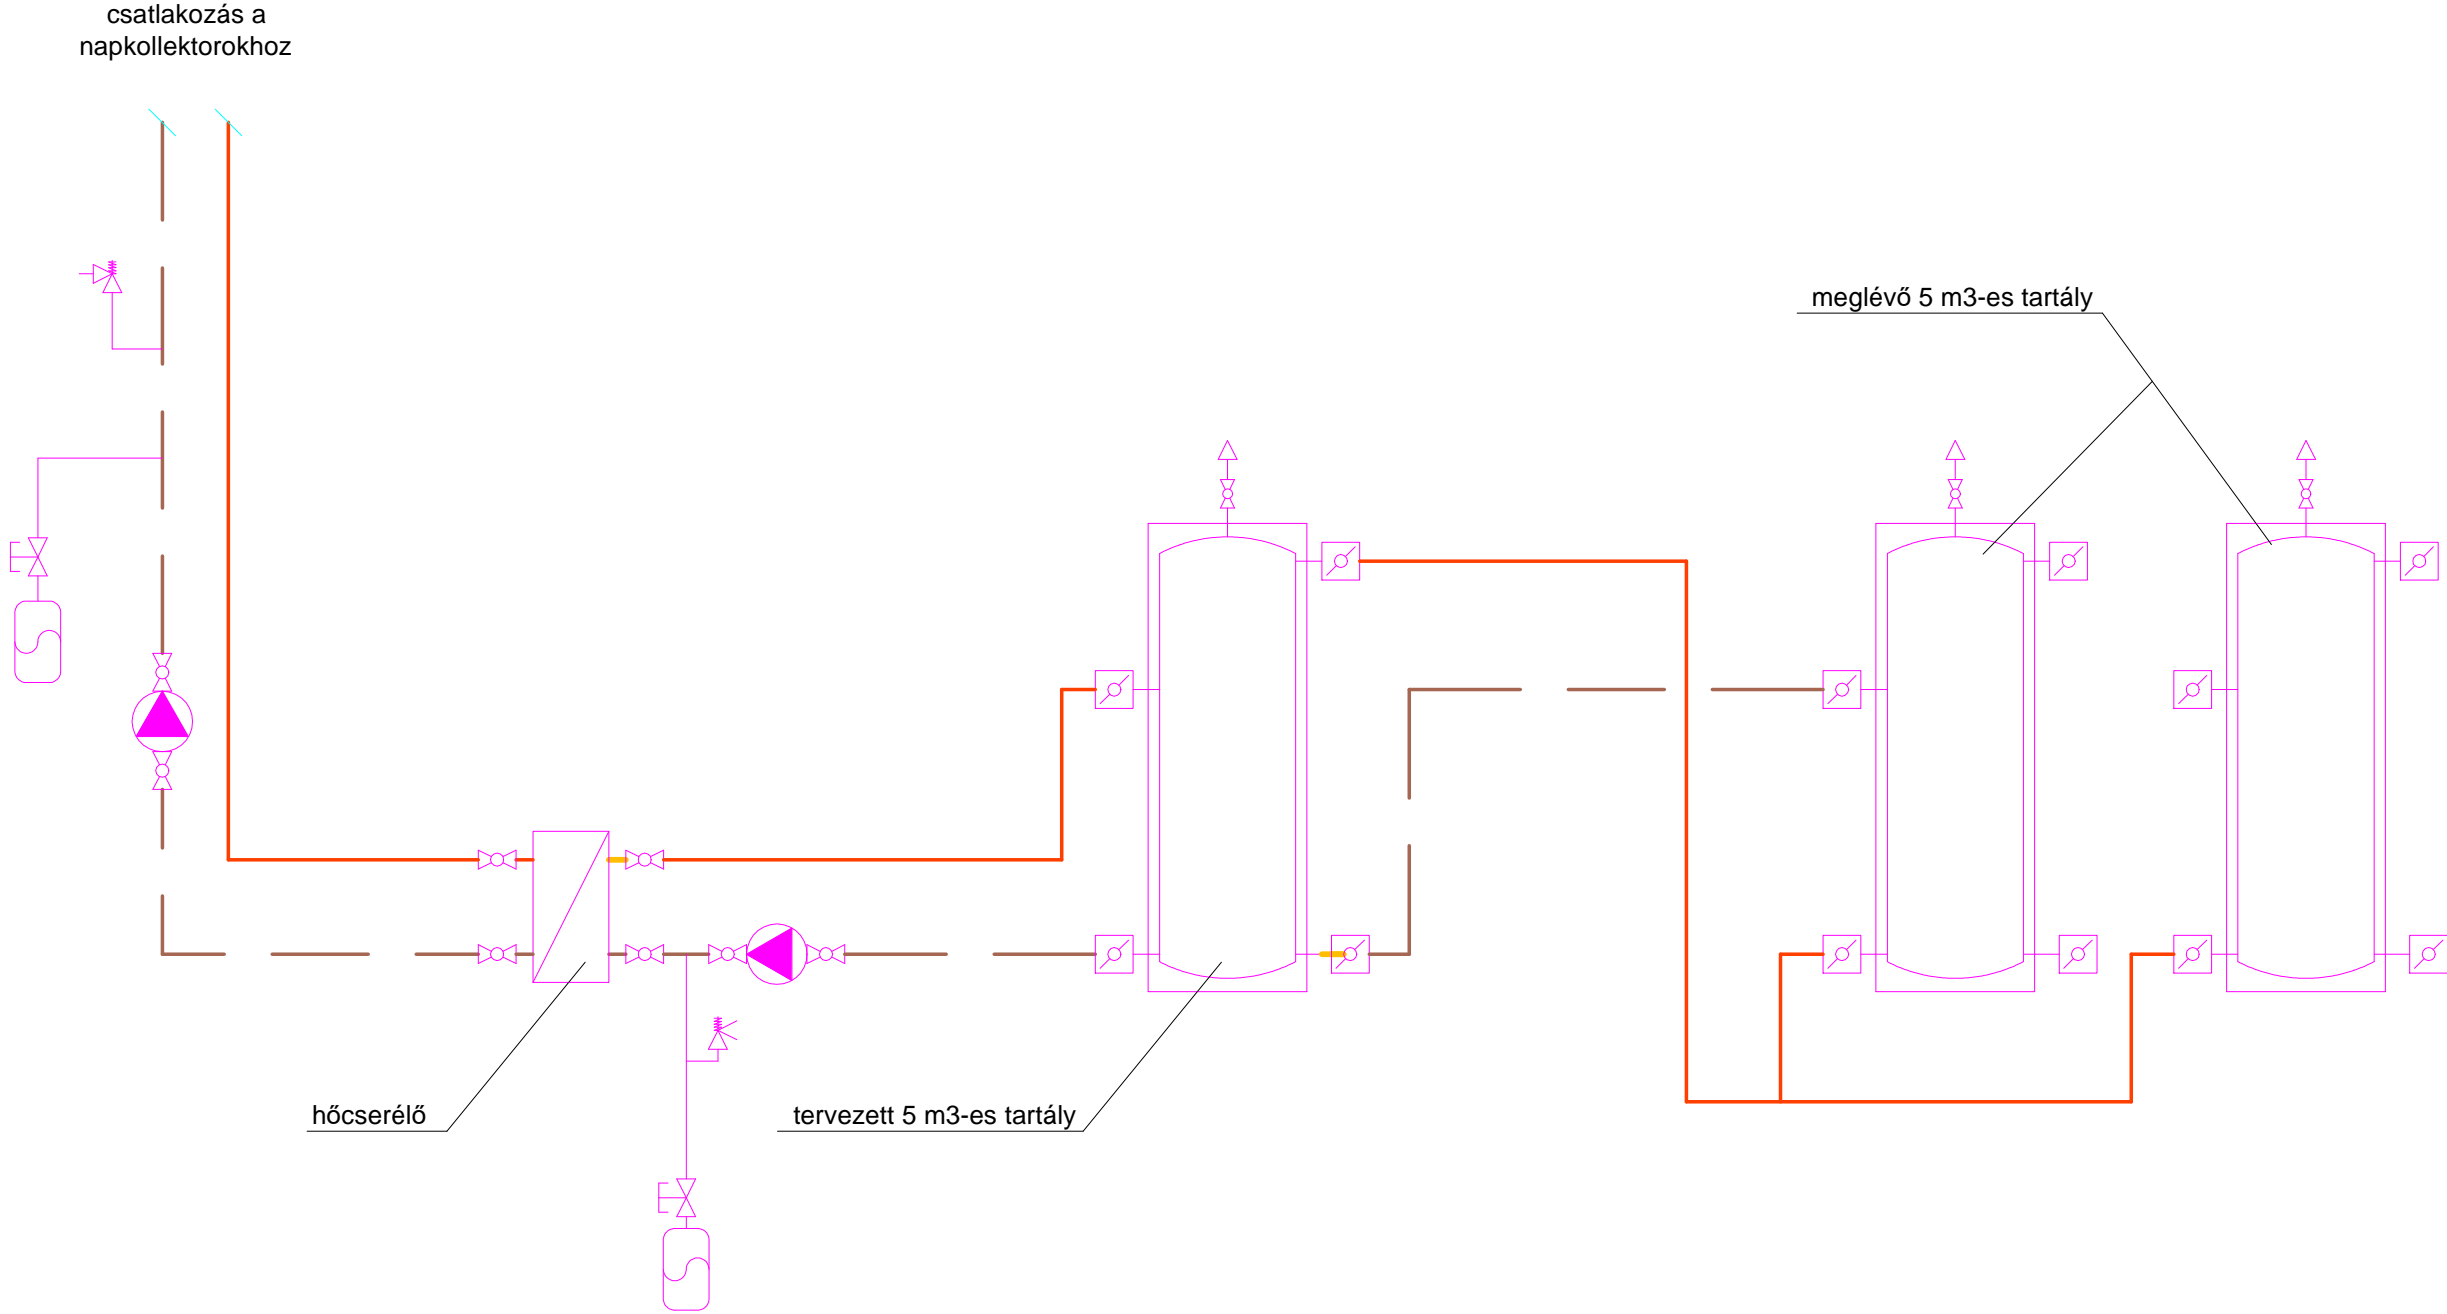 csatlakozás a
napkollektorokhoz
meglévő 5 m3-es tartály
hőcserélő
tervezett 5 m3-es tartály